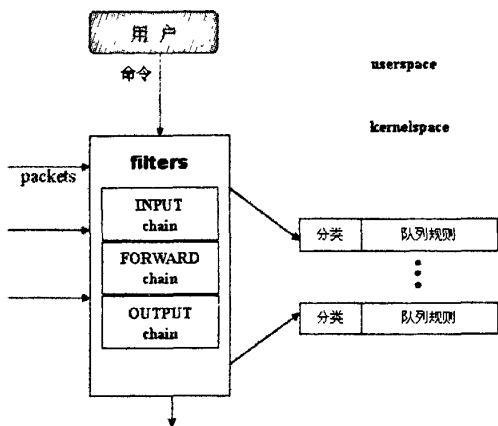 用 户
命令
userspace
kernelspace
filters
packets
INPUT
chain
FORWARD
chain
OUTPUT
chain
分类 队列规则
分类 队列规则